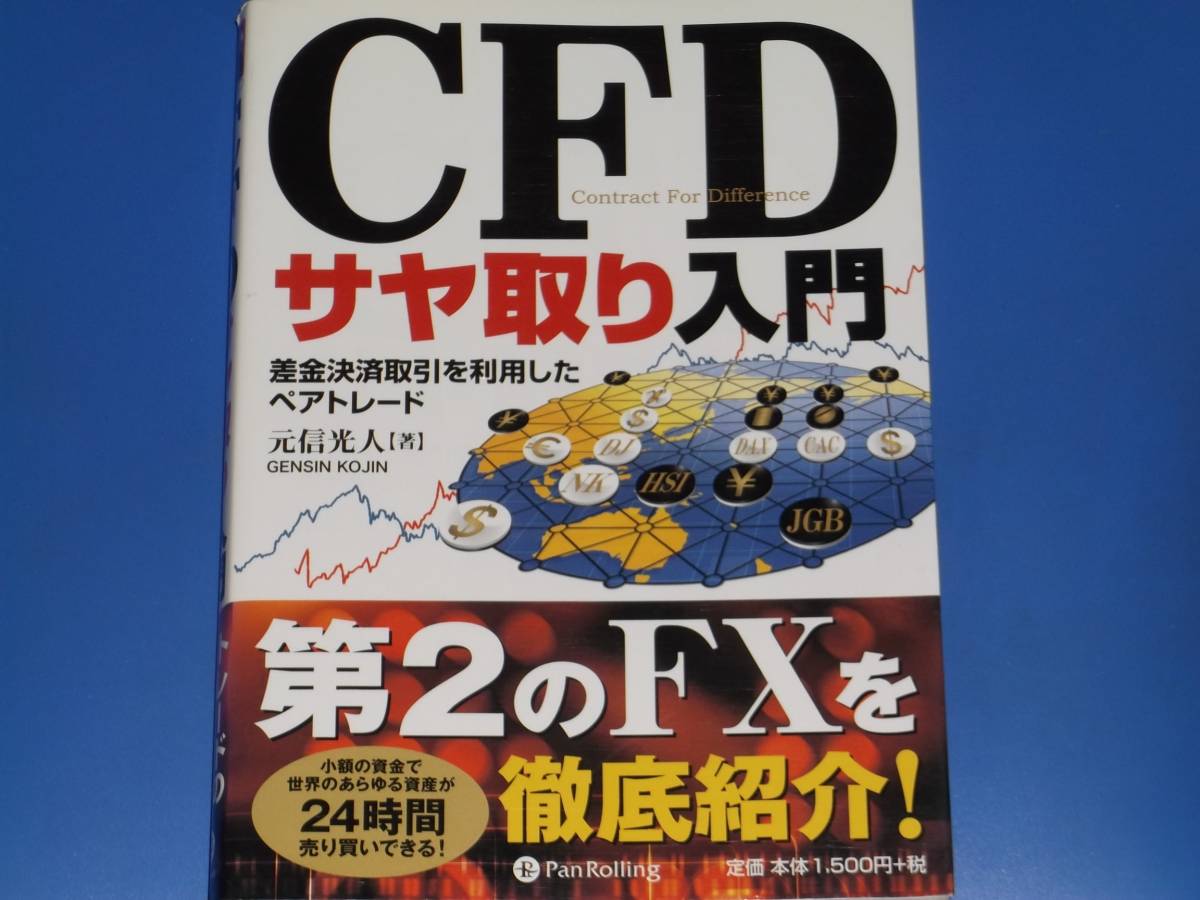 CFD
Contract For Difference
サヤ取り入門
差金決済取引を利用した
ペアトレード
元信光人【著】
GENSIN KOJIN
¥
¥
¥
¥
¥
$
¥
€
DJ
DAX
CAC
$
NK
HSI
¥
$
JGB
第2のFXを
徹底紹介!
小額の資金で
世界のあらゆる資産が
24時間
売り買いできる!
PanRolling
定価 本体1,500円+税